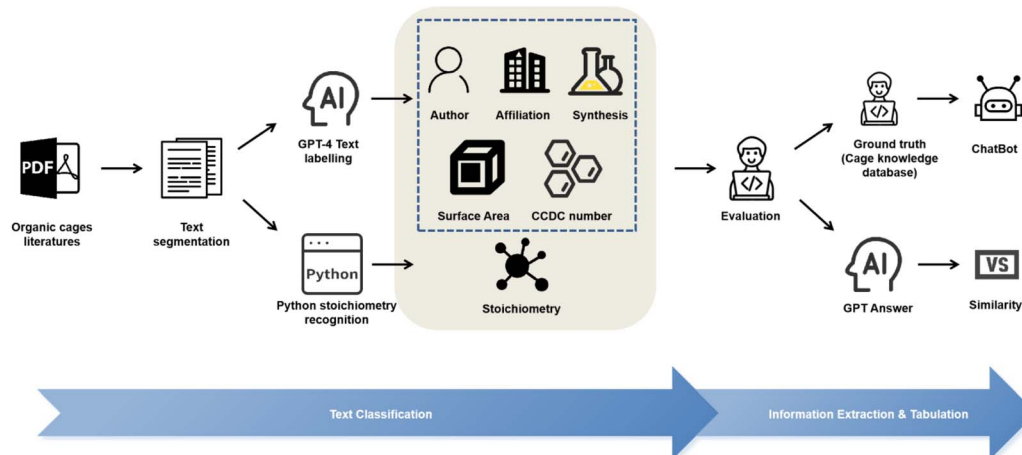 PDF
Organic cages
literatures
Text
segmentation
AI
GPT-4 Text
labelling
Python
Python stoichiometry
recognition
Author
Affiliation
Synthesis
Surface Area
CCDC number
Stoichiometry
</>
Evaluation
</>
Ground truth
(Cage knowledge
database)
ChatBot
AI
GPT Answer
VS
Similarity
Text Classification
Information Extraction & Tabulation